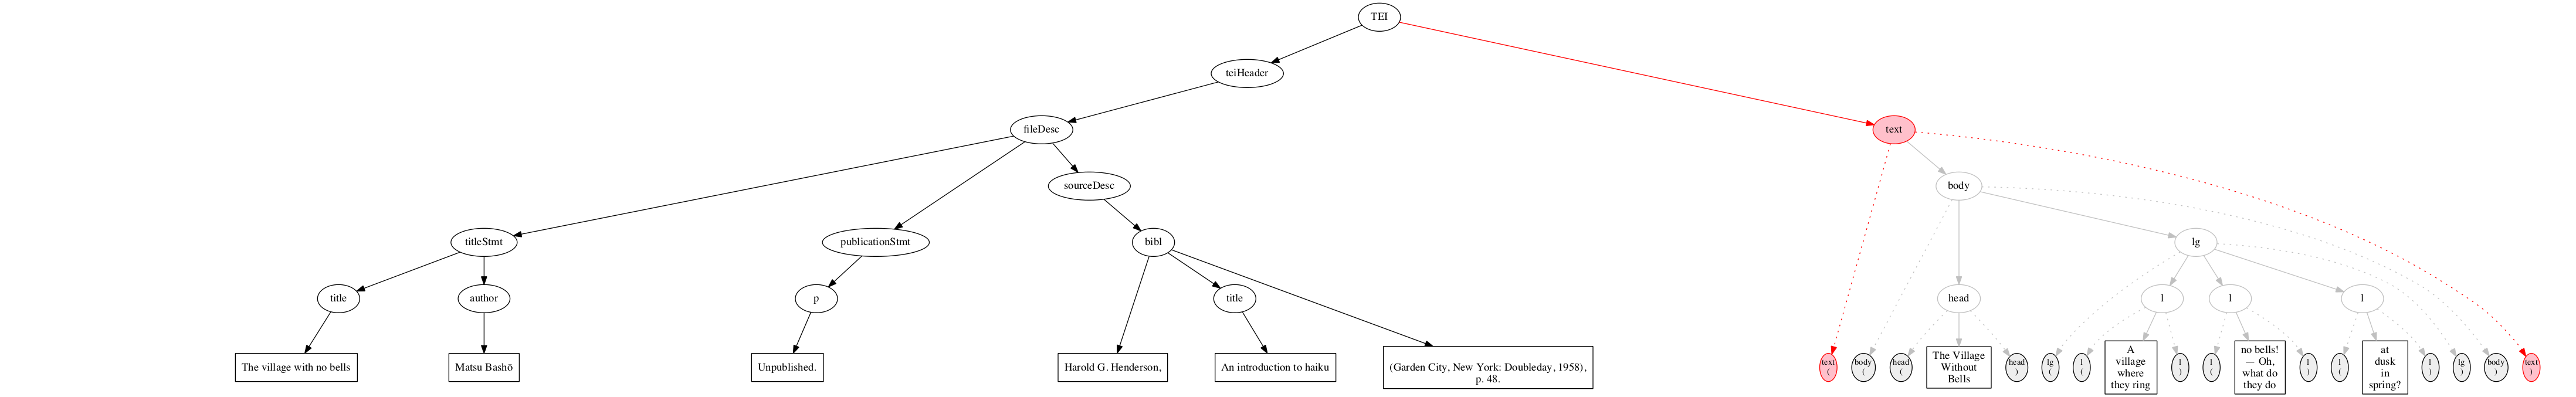 TEI
teiHeader
fileDesc
text
sourceDesc
body
titleStmt
publicationStmt
bibl
lg
title
author
p
title
head
l
l
l
The village with no bells
Matsu Bashō
Unpublished.
Harold G. Henderson,
An introduction to haiku
(Garden City, New York: Doubleday, 1958),
p. 48.
text
(
body
(
head
(
The Village
Without
Bells
head
)
lg
(
l
(
A
village
where
they ring
l
)
l
(
no bells!
— Oh,
what do
they do
l
)
l
(
at
dusk
in
spring?
l
)
lg
)
body
)
text
)